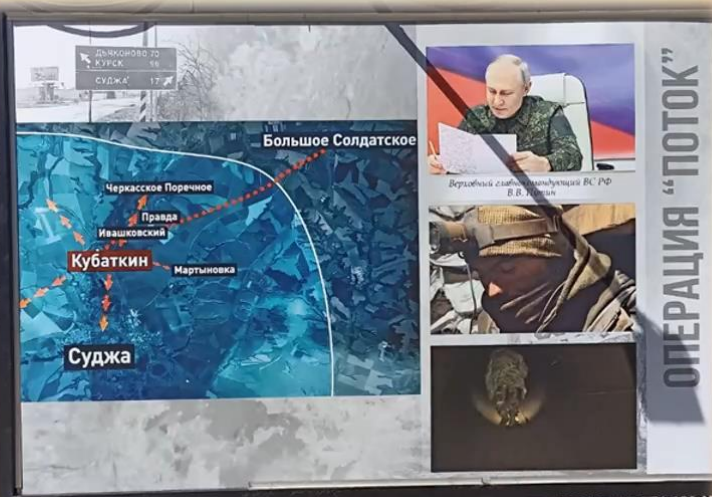 ДЬЯКОНОВО 70
КУРСК 96
СУДЖА 17
Большое Солдатское
Черкасское Поречное
Правда
Ивашковский
Кубаткин
Мартыновка
Суджа
Верховный главнокомандующий ВС РФ
В.В. Путин
ОПЕРАЦИЯ “ПОТОК”